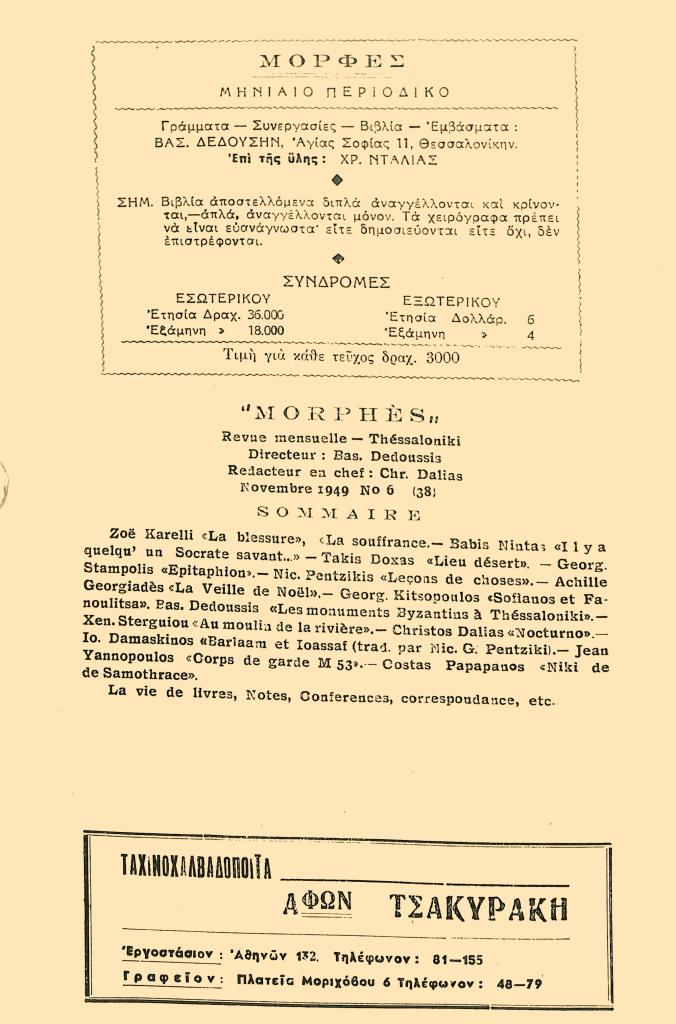 ΜΟΡΦΕΣ
ΜΗΝΙΑΙΟ ΠΕΡΙΟΔΙΚΟ
Γράμματα — Συνεργασίες — Βιβλία — Ἐμβάσματα :
ΒΑΣ. ΔΕΔΟΥΣΗΝ, Ἁγίας Σοφίας 11, Θεσσαλονίκην.
Ἐπὶ τῆς ὕλης : ΧΡ. ΝΤΑΛΙΑΣ
ΣΗΜ. Βιβλία ἀποστελλόμενα διπλὰ ἀναγγέλλονται καὶ κρίνον-
ται,—ἁπλᾶ, ἀναγγέλλονται μόνον. Τὰ χειρόγραφα πρέπει
νὰ εἶναι εὐανάγνωστα· εἴτε δημοσιεύονται εἴτε ὄχι, δὲν
ἐπιστρέφονται.
ΣΥΝΔΡΟΜΕΣ
ΕΣΩΤΕΡΙΚΟΥ
Ἐτησία Δραχ. 36.000
Ἑξάμηνη » 18.000
ΕΞΩΤΕΡΙΚΟΥ
Ἐτησία Δολλάρ. 6
Ἑξάμηνη » 4
Τιμὴ γιὰ κάθε τεῦχος δραχ. 3000
"MORPHÈS„
Revue mensuelle — Théssaloniki
Directeur : Bas. Dedoussis
Redacteur en chef : Chr. Dalias
Novembre 1949 No 6 (38)
SOMMAIRE
Zoë Karelli «La blessure», «La souffrance.— Babis Nintas «Il y a
quelqu' un Socrate savant...» — Takis Doxas «Lieu désert». — Georg.
Stampolis «Epitaphion».— Nic. Pentzikis «Leçons de choses».— Achille
Georgiadès «La Veille de Noël».— Georg. Kitsopoulos «Sofianos et Fa-
noulitsa». Bas. Dedoussis «Les monuments Byzantins à Théssaloniki».—
Xen. Sterguiou «Au moulin de la rivière».— Christos Dalias «Nocturno».—
Io. Damaskinos «Barlaam et Ioassaf (trad. par Nic. G. Pentziki).— Jean
Yannopoulos «Corps de garde M 53».— Costas Papapanos «Niki de
de Samothrace».
La vie de livres, Notes, Conferences, correspondance, etc.
ΤΑΧΙΝΟΧΑΛΒΑΔΟΠΟΙΪΑ
ΑΦΩΝ ΤΣΑΚΥΡΑΚΗ
Ἐργοστάσιον : Ἀθηνῶν 132. Τηλέφωνον : 81—155
Γραφεῖον : Πλατεῖα Μοριχόβου 6 Τηλέφωνον : 48—79